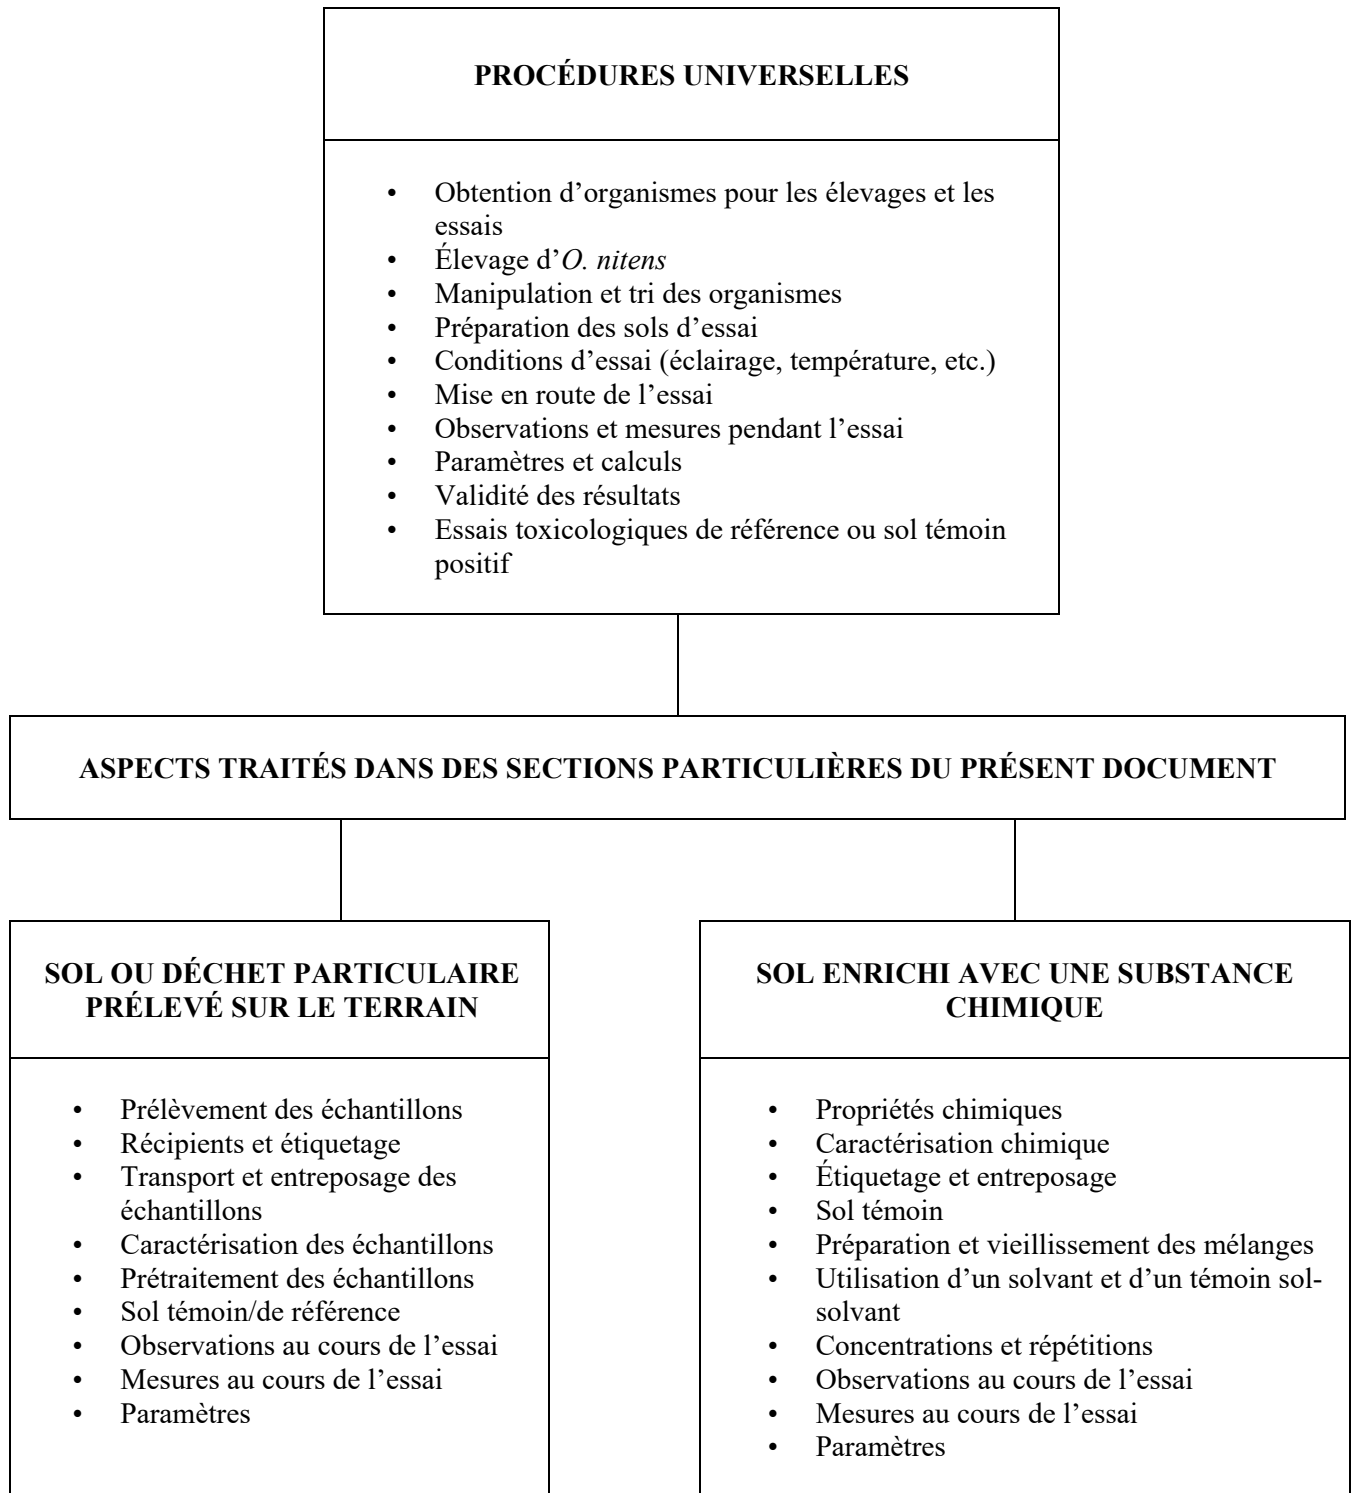 PROCÉDURES UNIVERSELLES
• Obtention d’organismes pour les élevages et les
essais
• Élevage d’O. nitens
• Manipulation et tri des organismes
• Préparation des sols d’essai
• Conditions d’essai (éclairage, température, etc.)
• Mise en route de l’essai
• Observations et mesures pendant l’essai
• Paramètres et calculs
• Validité des résultats
• Essais toxicologiques de référence ou sol témoin
positif
ASPECTS TRAITÉS DANS DES SECTIONS PARTICULIÈRES DU PRÉSENT DOCUMENT
SOL OU DÉCHET PARTICULAIRE
PRÉLEVÉ SUR LE TERRAIN
• Prélèvement des échantillons
• Récipients et étiquetage
• Transport et entreposage des
échantillons
• Caractérisation des échantillons
• Prétraitement des échantillons
• Sol témoin/de référence
• Observations au cours de l’essai
• Mesures au cours de l’essai
• Paramètres
SOL ENRICHI AVEC UNE SUBSTANCE
CHIMIQUE
• Propriétés chimiques
• Caractérisation chimique
• Étiquetage et entreposage
• Sol témoin
• Préparation et vieillissement des mélanges
• Utilisation d’un solvant et d’un témoin sol-
solvant
• Concentrations et répétitions
• Observations au cours de l’essai
• Mesures au cours de l’essai
• Paramètres